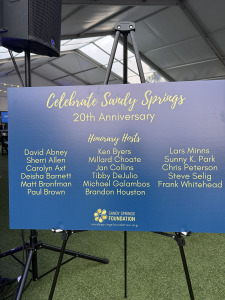 Celebrate Sandy Springs
20th Anniversary
Honorary Hosts
David Abney
Sherri Allen
Carolyn Axt
Deisha Barnett
Matt Bronfman
Paul Brown
Ken Byers
Millard Choate
Jan Collins
Tibby DeJulio
Michael Galambos
Brandon Houston
Lars Minns
Sunny K. Park
Chris Peterson
Steve Selig
Frank Whitehead
SANDY SPRINGS
FOUNDATION